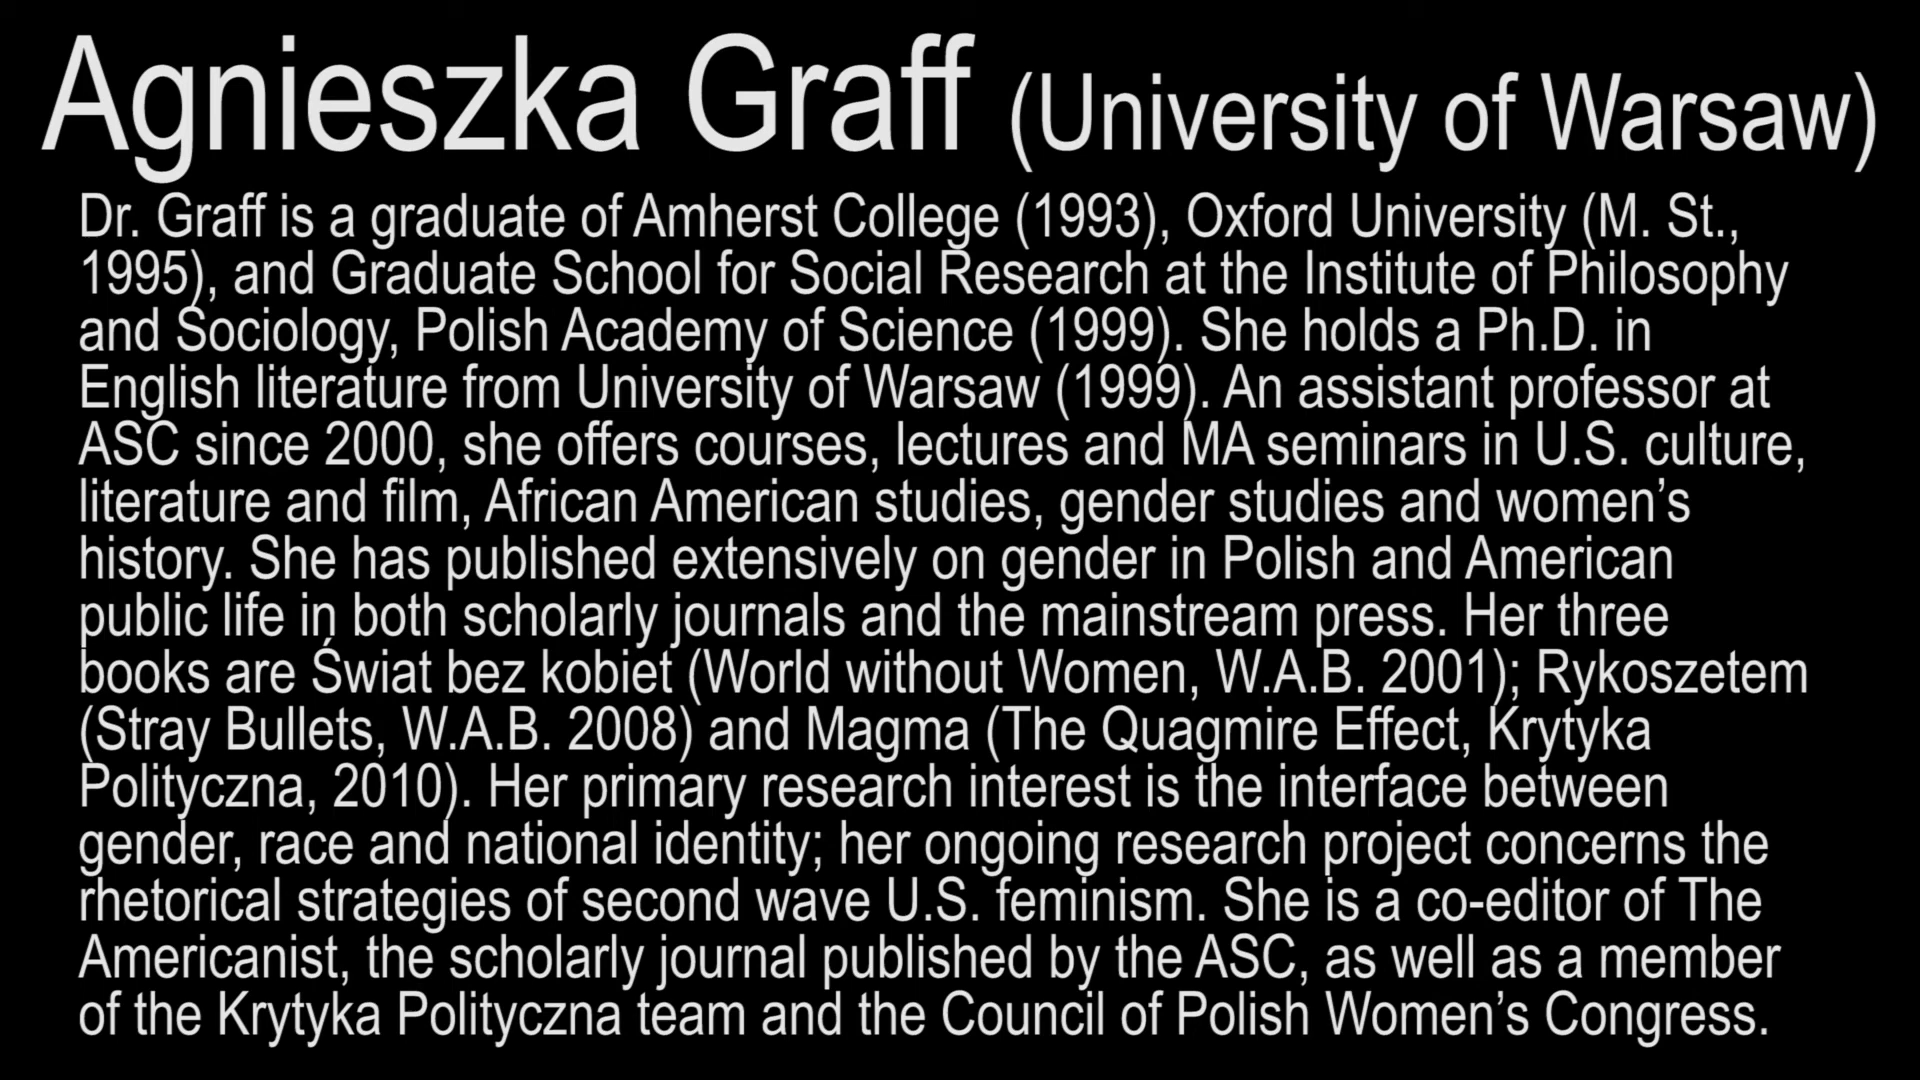 Agnieszka Graff (University of Warsaw)
Dr. Graff is a graduate of Amherst College (1993), Oxford University (M. St.,
1995), and Graduate School for Social Research at the Institute of Philosophy
and Sociology, Polish Academy of Science (1999). She holds a Ph.D. in
English literature from University of Warsaw (1999). An assistant professor at
ASC since 2000, she offers courses, lectures and MA seminars in U.S. culture,
literature and film, African American studies, gender studies and women’s
history. She has published extensively on gender in Polish and American
public life in both scholarly journals and the mainstream press. Her three
books are Świat bez kobiet (World without Women, W.A.B. 2001); Rykoszetem
(Stray Bullets, W.A.B. 2008) and Magma (The Quagmire Effect, Krytyka
Polityczna, 2010). Her primary research interest is the interface between
gender, race and national identity; her ongoing research project concerns the
rhetorical strategies of second wave U.S. feminism. She is a co-editor of The
Americanist, the scholarly journal published by the ASC, as well as a member
of the Krytyka Polityczna team and the Council of Polish Women’s Congress.